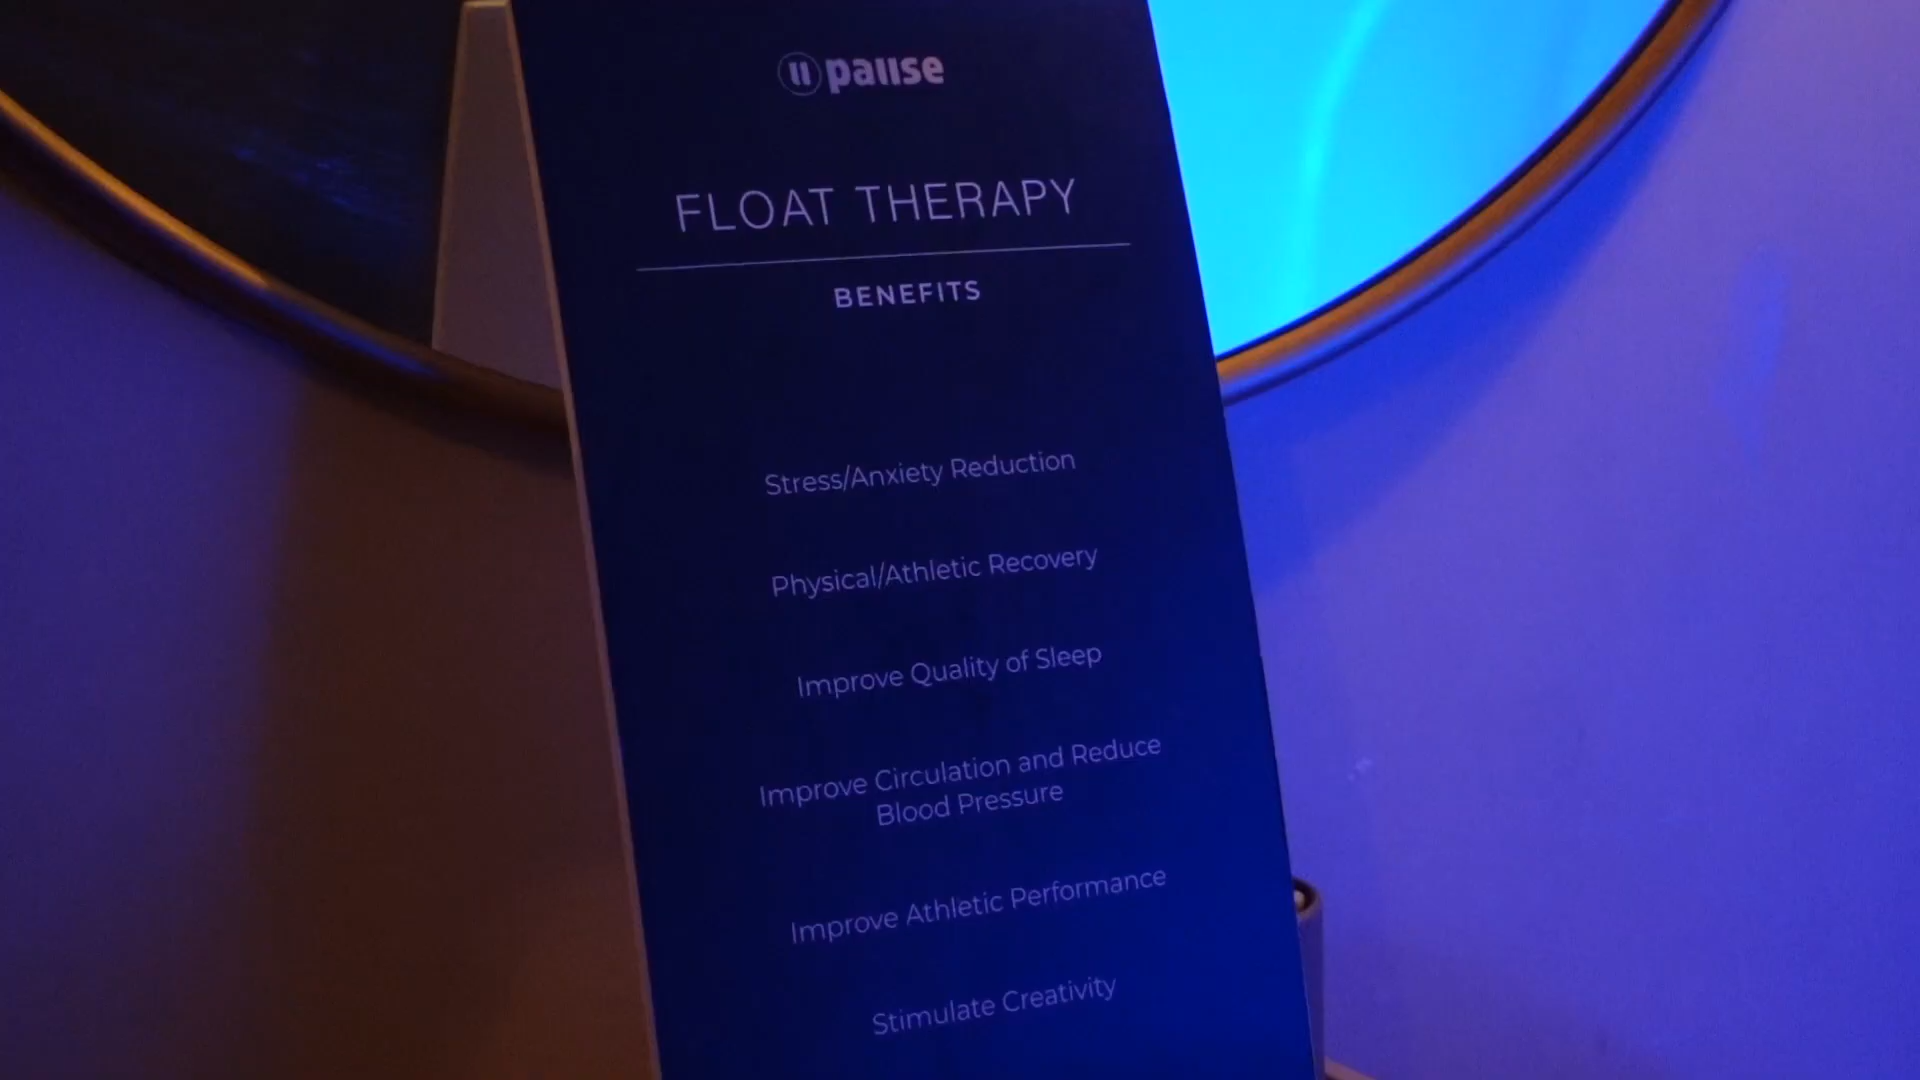 pause
FLOAT THERAPY
BENEFITS
Stress/Anxiety Reduction
Physical/Athletic Recovery
Improve Quality of Sleep
Improve Circulation and Reduce
Blood Pressure
Improve Athletic Performance
Stimulate Creativity